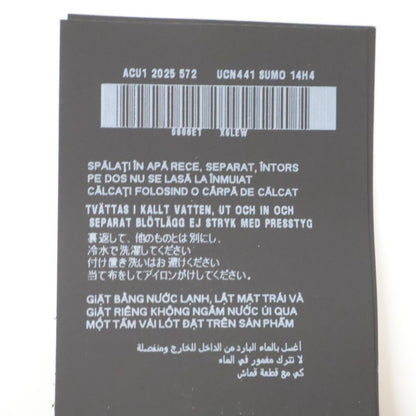 ACU1 2025 572 UCN441 SUMO 14H4
0006E1 X0LEW
SPĂLAȚI ÎN APĂ RECE, SEPARAT, ÎNTORS
PE DOS NU SE LASĂ LA ÎNMUIAT
CĂLCAȚI FOLOSIND O CÂRPĂ DE CĂLCAT
TVÄTTAS I KALLT VATTEN, UT OCH IN OCH
SEPARAT BLÖTLÄGG EJ STRYK MED PRESSTYG
裏返して、他のものとは別にし、
冷水で洗濯してください
付け置き洗いはお避けください
当て布をしてアイロンがけしてください。
GIẶT BẰNG NƯỚC LẠNH, LẬT MẶT TRÁI VÀ
GIẶT RIÊNG KHÔNG NGÂM NƯỚC ỦI QUA
MỘT TẤM VẢI LÓT ĐẶT TRÊN SẢN PHẨM
أغسل بالماء البارد من الداخل للخارج ومنفصلة
لا تترك مغمور في الماء
كي مع قطعة قماش